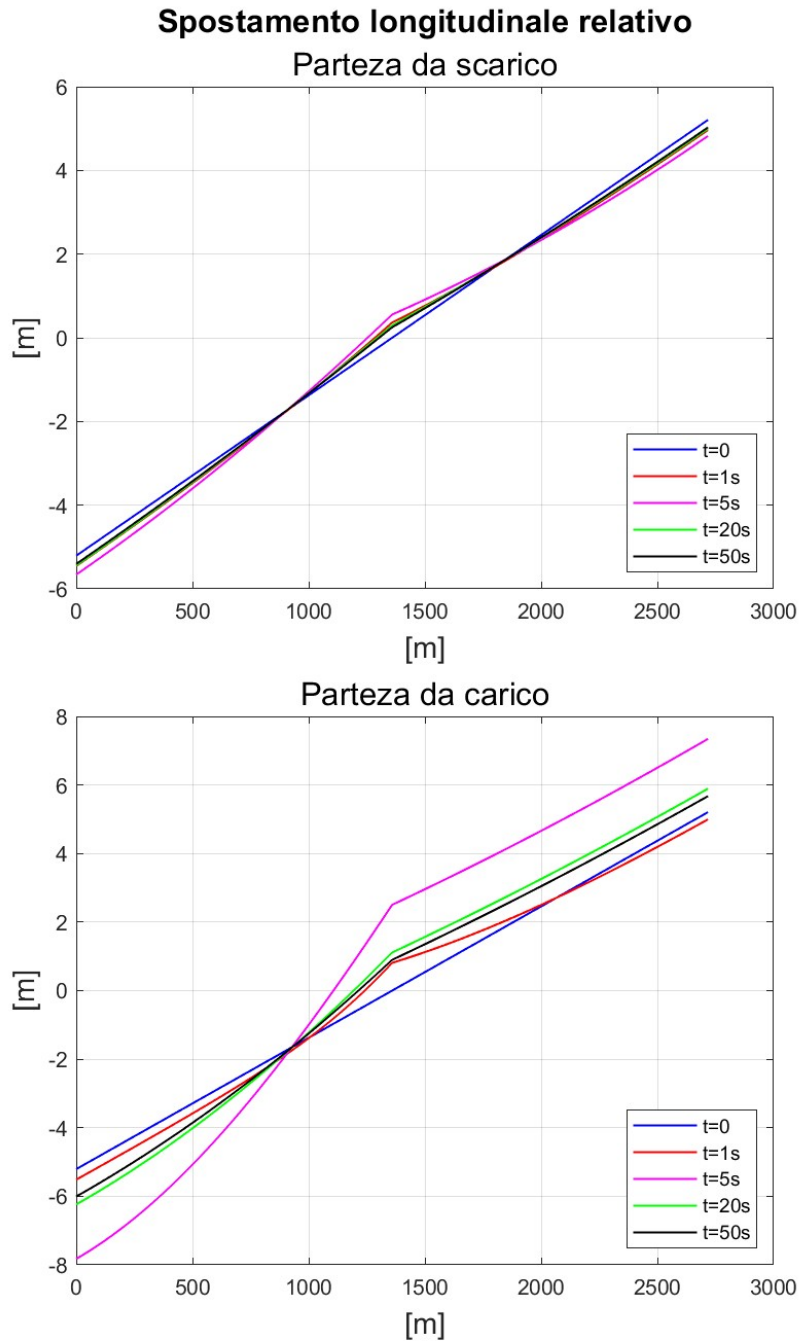 Spostamento longitudinale relativo
Parteza da scarico
6
4
2
0
-2
-4
-6
[m]
t=0
t=1s
t=5s
t=20s
t=50s
0 500 1000 1500 2000 2500 3000
[m]
Parteza da carico
8
6
4
2
0
-2
-4
-6
-8
[m]
t=0
t=1s
t=5s
t=20s
t=50s
0 500 1000 1500 2000 2500 3000
[m]